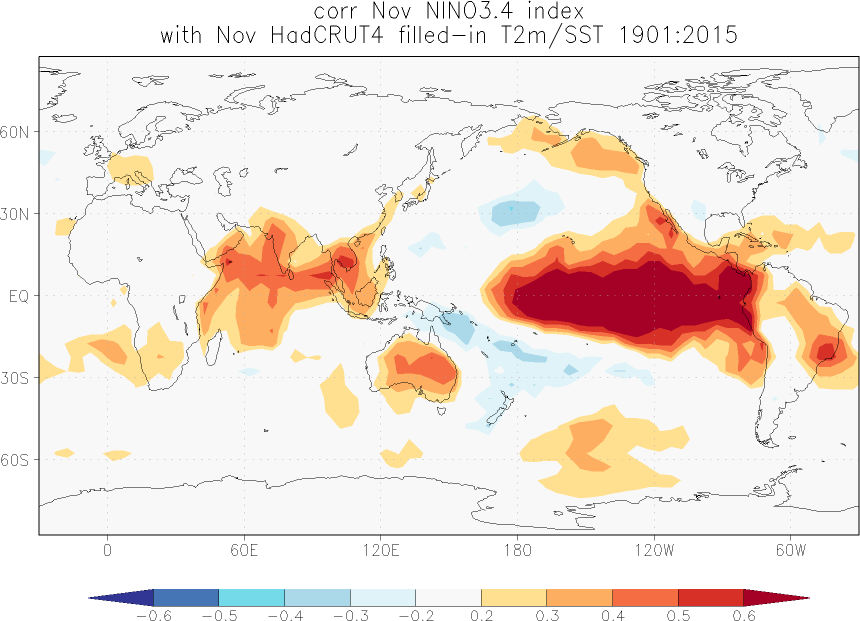 corr Nov NINO3.4 index
with Nov HadCRUT4 filled-in T2m/SST 1901:2015
60N
30N
EQ
30S
60S
0 60E 120E 180 120W 60W
-0.6 -0.5 -0.4 -0.3 -0.2 0.2 0.3 0.4 0.5 0.6